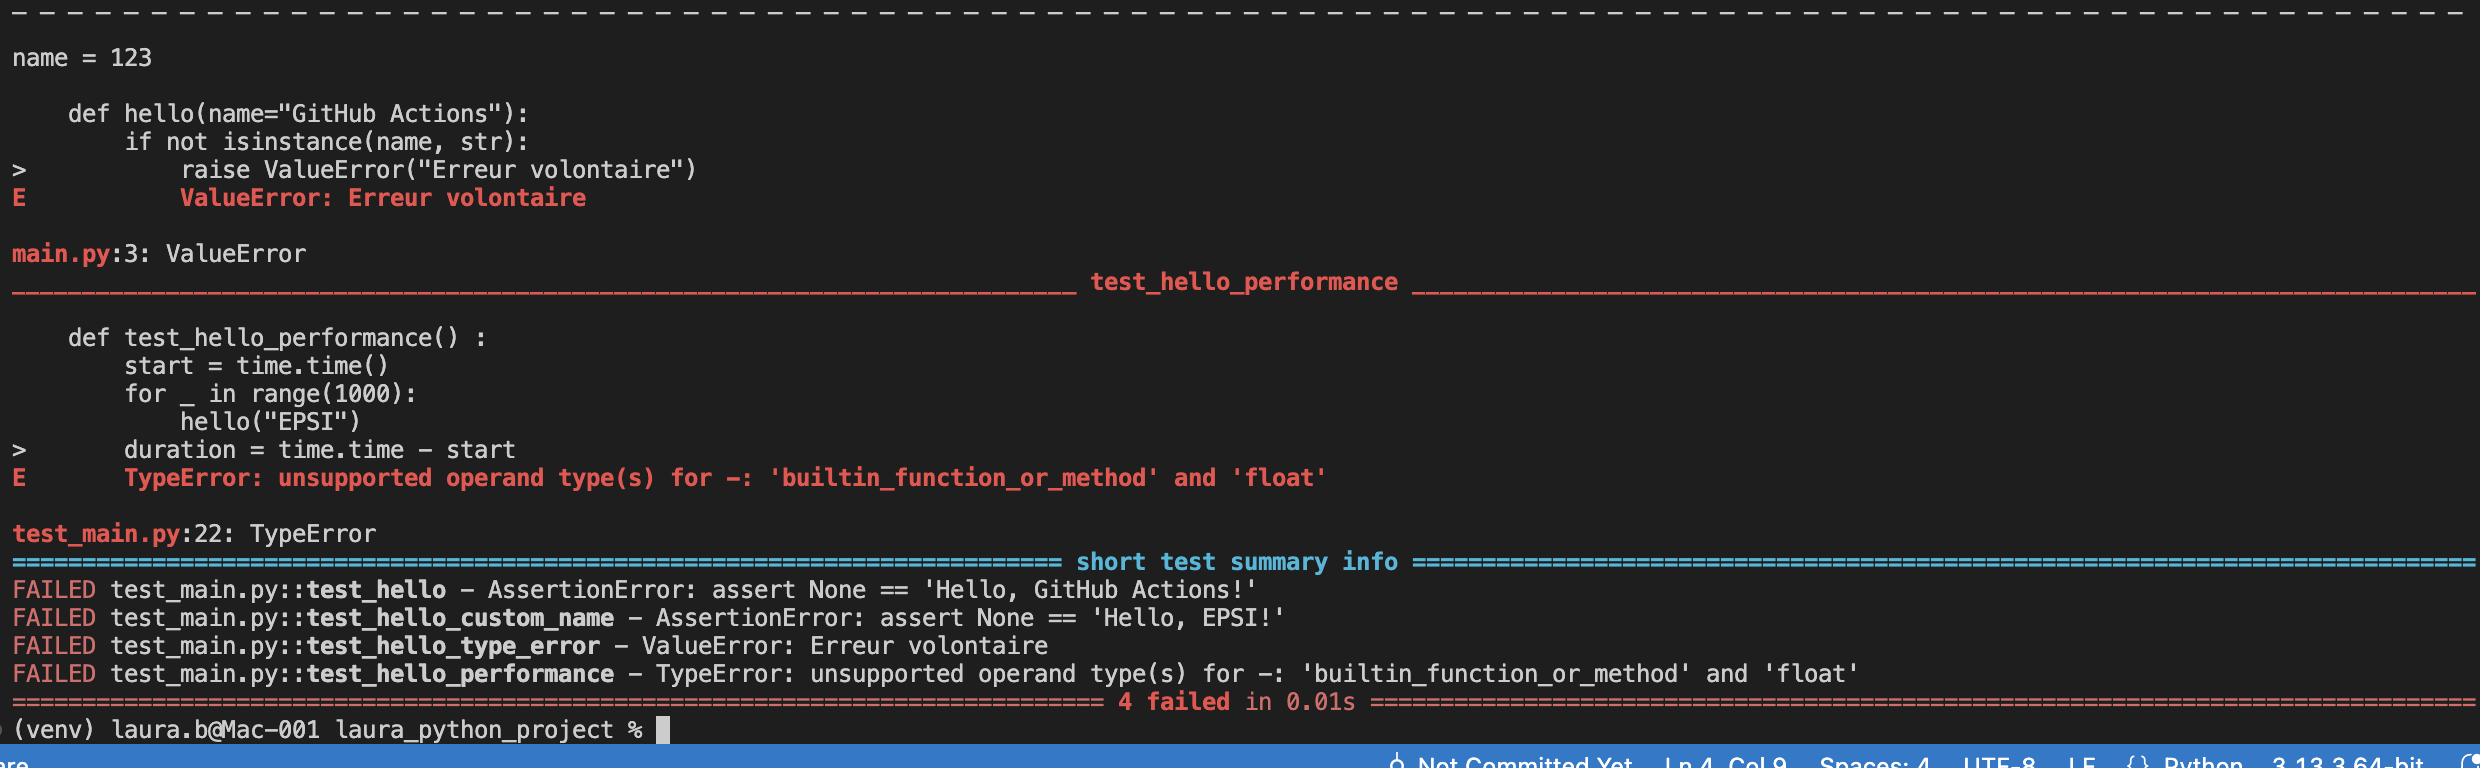 name = 123
def hello(name="GitHub Actions"):
if not isinstance(name, str):
> raise ValueError("Erreur volontaire")
E ValueError: Erreur volontaire
main.py:3: ValueError
test_hello_performance
def test_hello_performance() :
start = time.time()
for _ in range(1000):
hello("EPSI")
> duration = time.time - start
E TypeError: unsupported operand type(s) for -: 'builtin_function_or_method' and 'float'
test_main.py:22: TypeError
short test summary info
FAILED test_main.py::test_hello - AssertionError: assert None == 'Hello, GitHub Actions!'
FAILED test_main.py::test_hello_custom_name - AssertionError: assert None == 'Hello, EPSI!'
FAILED test_main.py::test_hello_type_error - ValueError: Erreur volontaire
FAILED test_main.py::test_hello_performance - TypeError: unsupported operand type(s) for -: 'builtin_function_or_method' and 'float'
4 failed in 0.01s
(venv) laura.b@Mac-001 laura_python_project %
Not Committed Yet Ln 4, Col 9 Spaces: 4 UTF-8 LF {} Python 3.13.3 64-bit